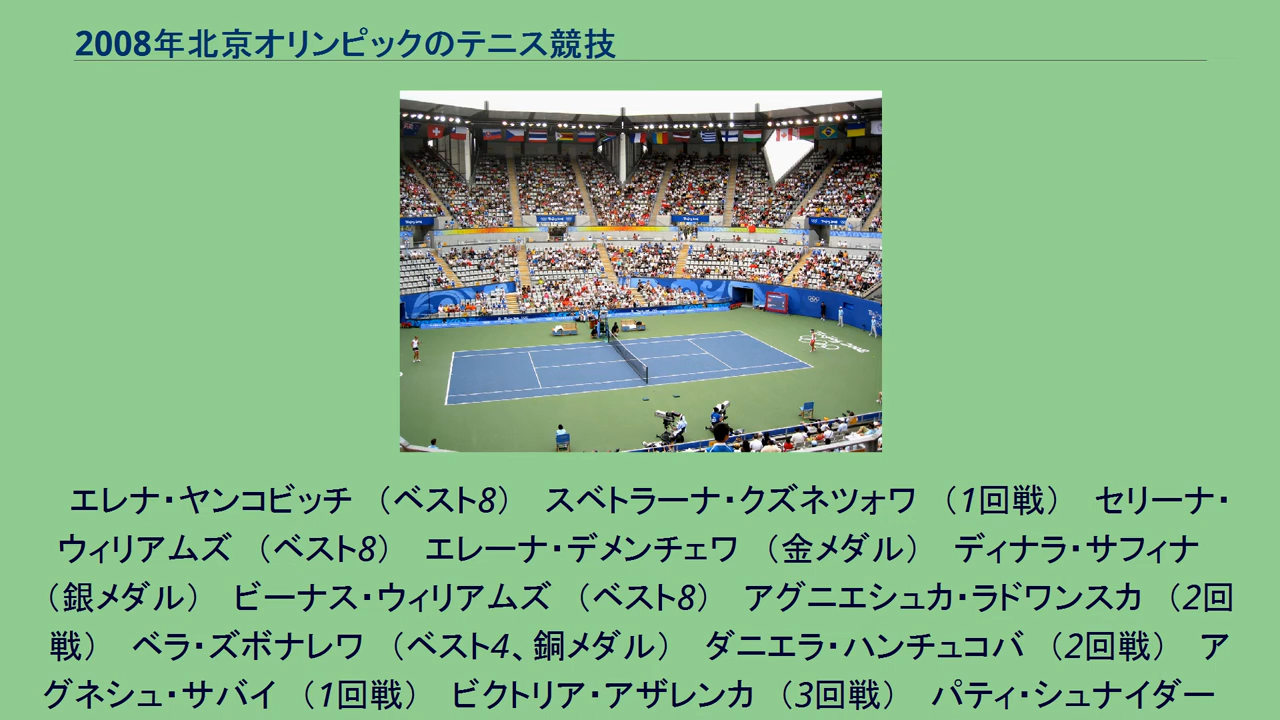 2008年北京オリンピックのテニス競技
エレナ・ヤンコビッチ （ベスト8） スベトラーナ・クズネツォワ （1回戦） セリーナ・
ウィリアムズ （ベスト8） エレーナ・デメンチェワ （金メダル） ディナラ・サフィナ
（銀メダル） ビーナス・ウィリアムズ （ベスト8） アグニエシュカ・ラドワンスカ （2回
戦） ベラ・ズボナレワ （ベスト4、銅メダル） ダニエラ・ハンチュコバ （2回戦） ア
グネシュ・サバイ （1回戦） ビクトリア・アザレンカ （3回戦） パティ・シュナイダー